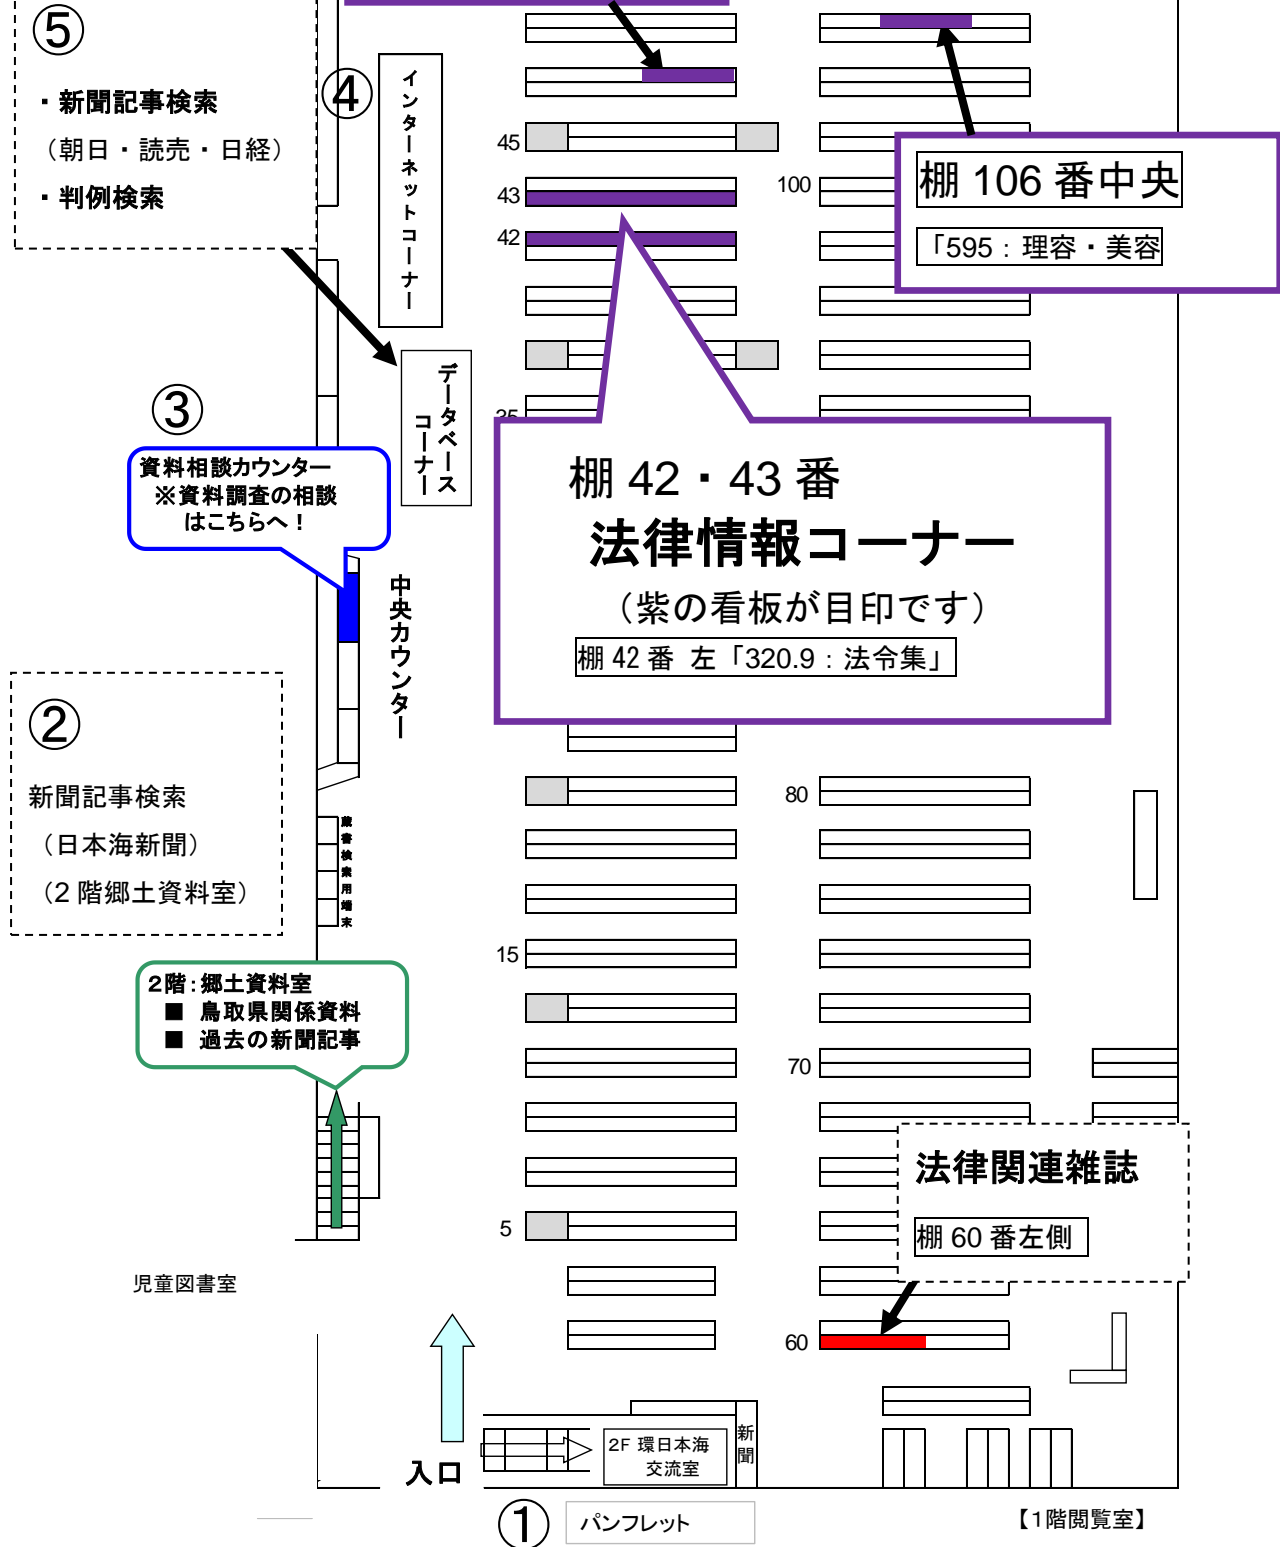 ⑤
・新聞記事検索
（朝日・読売・日経）
・判例検索
④
インターネットコーナー
45
43
42
100
棚 106 番中央
「595：理容・美容
データベース
コーナー
③
資料相談カウンター
※資料調査の相談
はこちらへ！
棚 42・43 番
法律情報コーナー
（紫の看板が目印です）
棚 42 番 左「320.9：法令集」
中央カウンター
②
新聞記事検索
（日本海新聞）
（2 階郷土資料室）
蔵書検索用端末
80
15
2階：郷土資料室
■ 鳥取県関係資料
■ 過去の新聞記事
70
法律関連雑誌
棚 60 番左側
5
児童図書室
60
新聞
2F 環日本海
交流室
入口
①
パンフレット
【1階閲覧室】